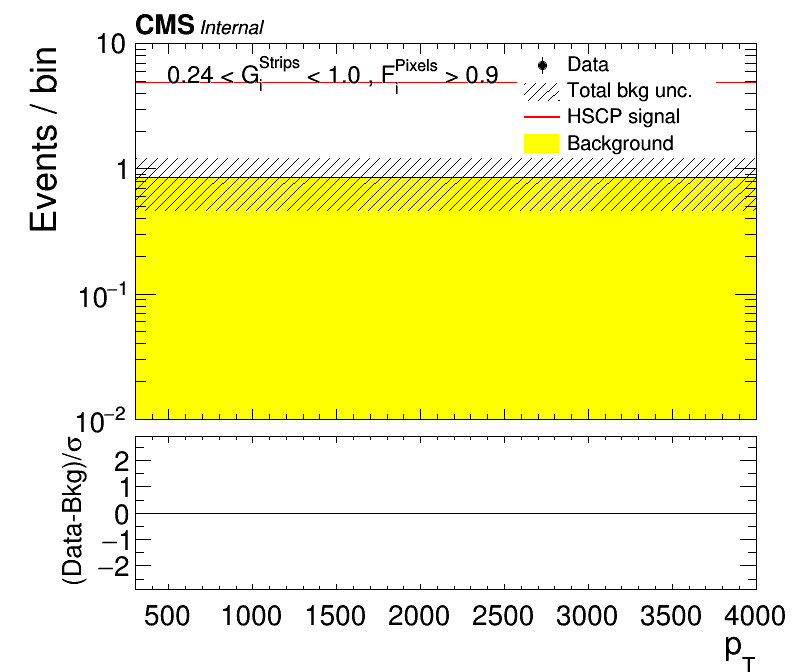 CMS Internal
10
0.24 < G_i^Strips < 1.0 , F_i^Pixels > 0.9
Data
Total bkg unc.
HSCP signal
Background
Events / bin
1
10^−1
10^−2
(Data-Bkg)/σ
2
1
0
−1
−2
500 1000 1500 2000 2500 3000 3500 4000
p_T